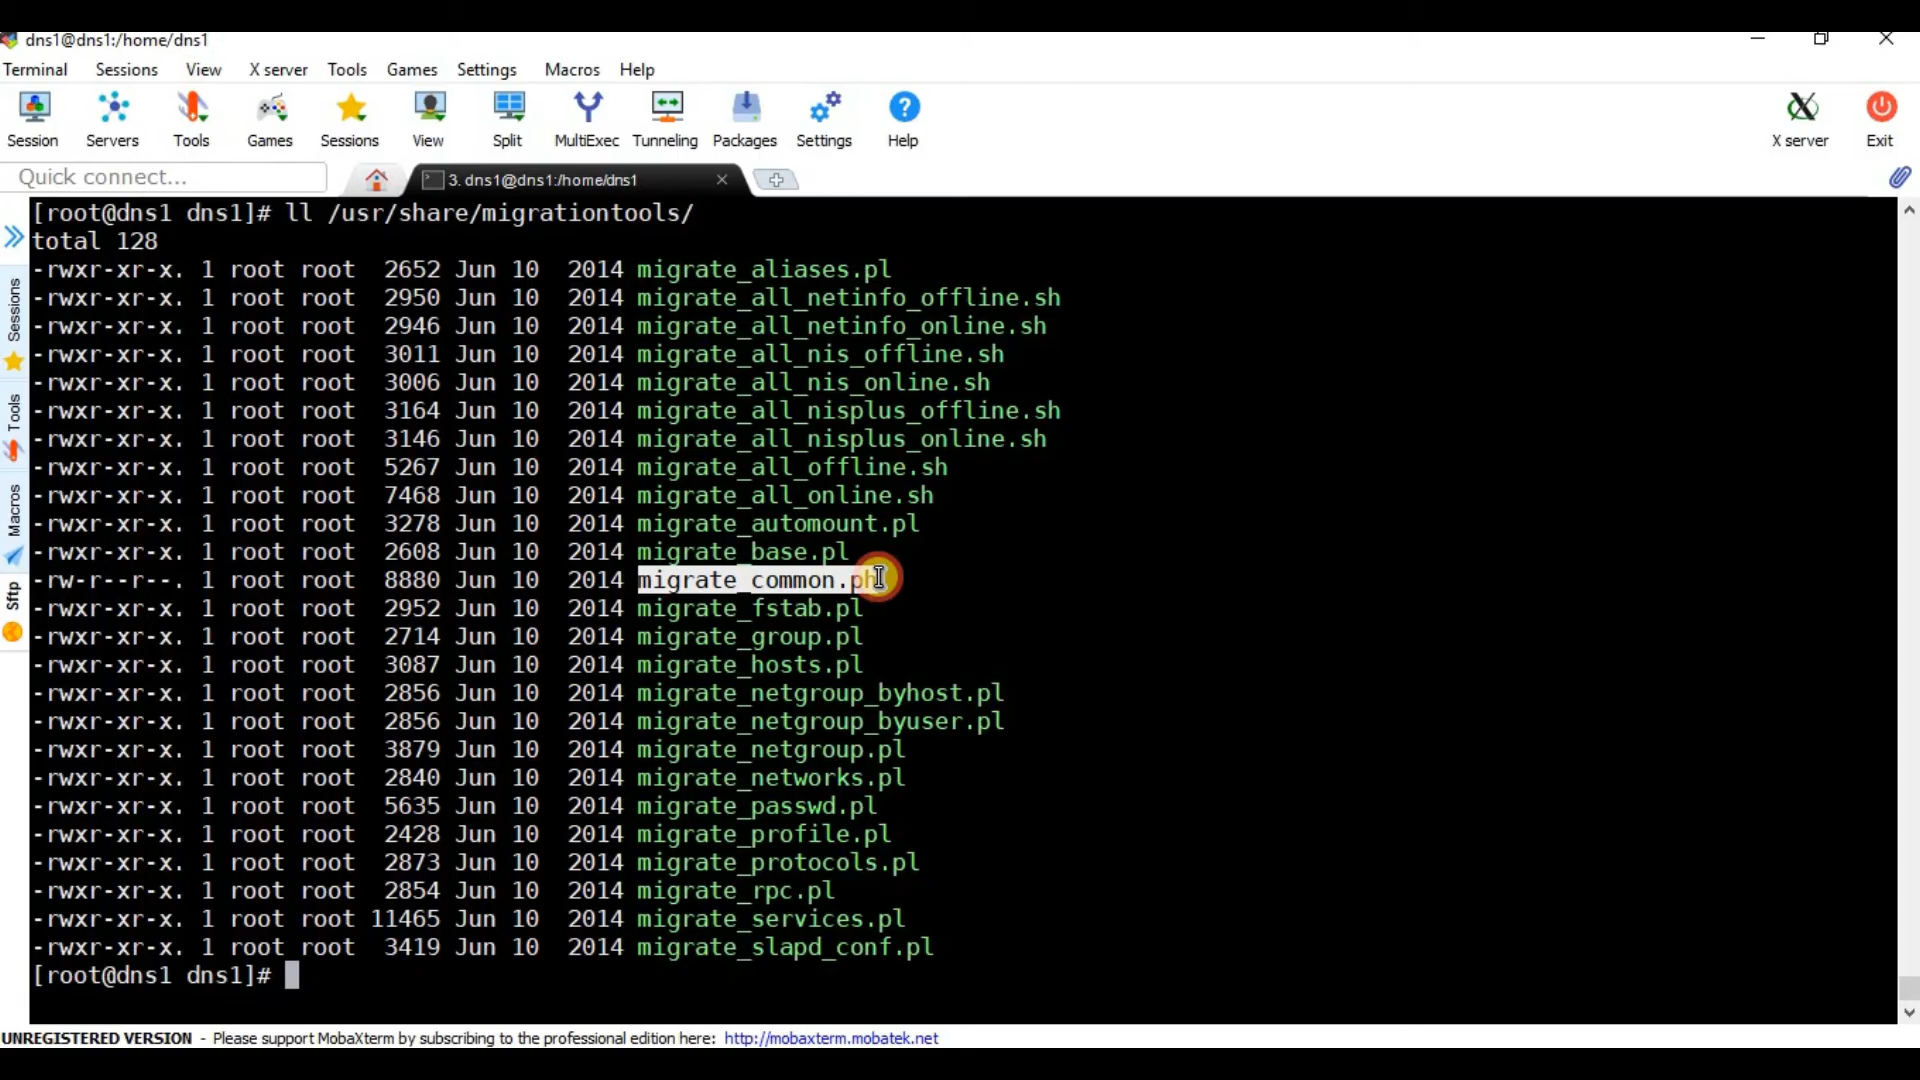 dns1@dns1:/home/dns1
Terminal Sessions View X server Tools Games Settings Macros Help
Session Servers Tools Games Sessions View Split MultiExec Tunneling Packages Settings Help X server Exit
Quick connect... 3. dns1@dns1:/home/dns1
[root@dns1 dns1]# ll /usr/share/migrationtools/
total 128
-rwxr-xr-x. 1 root root 2652 Jun 10 2014 migrate_aliases.pl
-rwxr-xr-x. 1 root root 2950 Jun 10 2014 migrate_all_netinfo_offline.sh
-rwxr-xr-x. 1 root root 2946 Jun 10 2014 migrate_all_netinfo_online.sh
-rwxr-xr-x. 1 root root 3011 Jun 10 2014 migrate_all_nis_offline.sh
-rwxr-xr-x. 1 root root 3006 Jun 10 2014 migrate_all_nis_online.sh
-rwxr-xr-x. 1 root root 3164 Jun 10 2014 migrate_all_nisplus_offline.sh
-rwxr-xr-x. 1 root root 3146 Jun 10 2014 migrate_all_nisplus_online.sh
-rwxr-xr-x. 1 root root 5267 Jun 10 2014 migrate_all_offline.sh
-rwxr-xr-x. 1 root root 7468 Jun 10 2014 migrate_all_online.sh
-rwxr-xr-x. 1 root root 3278 Jun 10 2014 migrate_automount.pl
-rwxr-xr-x. 1 root root 2608 Jun 10 2014 migrate_base.pl
-rw-r--r--. 1 root root 8880 Jun 10 2014 migrate_common.ph
-rwxr-xr-x. 1 root root 2952 Jun 10 2014 migrate_fstab.pl
-rwxr-xr-x. 1 root root 2714 Jun 10 2014 migrate_group.pl
-rwxr-xr-x. 1 root root 3087 Jun 10 2014 migrate_hosts.pl
-rwxr-xr-x. 1 root root 2856 Jun 10 2014 migrate_netgroup_byhost.pl
-rwxr-xr-x. 1 root root 2856 Jun 10 2014 migrate_netgroup_byuser.pl
-rwxr-xr-x. 1 root root 3879 Jun 10 2014 migrate_netgroup.pl
-rwxr-xr-x. 1 root root 2840 Jun 10 2014 migrate_networks.pl
-rwxr-xr-x. 1 root root 5635 Jun 10 2014 migrate_passwd.pl
-rwxr-xr-x. 1 root root 2428 Jun 10 2014 migrate_profile.pl
-rwxr-xr-x. 1 root root 2873 Jun 10 2014 migrate_protocols.pl
-rwxr-xr-x. 1 root root 2854 Jun 10 2014 migrate_rpc.pl
-rwxr-xr-x. 1 root root 11465 Jun 10 2014 migrate_services.pl
-rwxr-xr-x. 1 root root 3419 Jun 10 2014 migrate_slapd_conf.pl
[root@dns1 dns1]#
Sessions
Tools
Macros
Sftp
UNREGISTERED VERSION - Please support MobaXterm by subscribing to the professional edition here: http://mobaxterm.mobatek.net